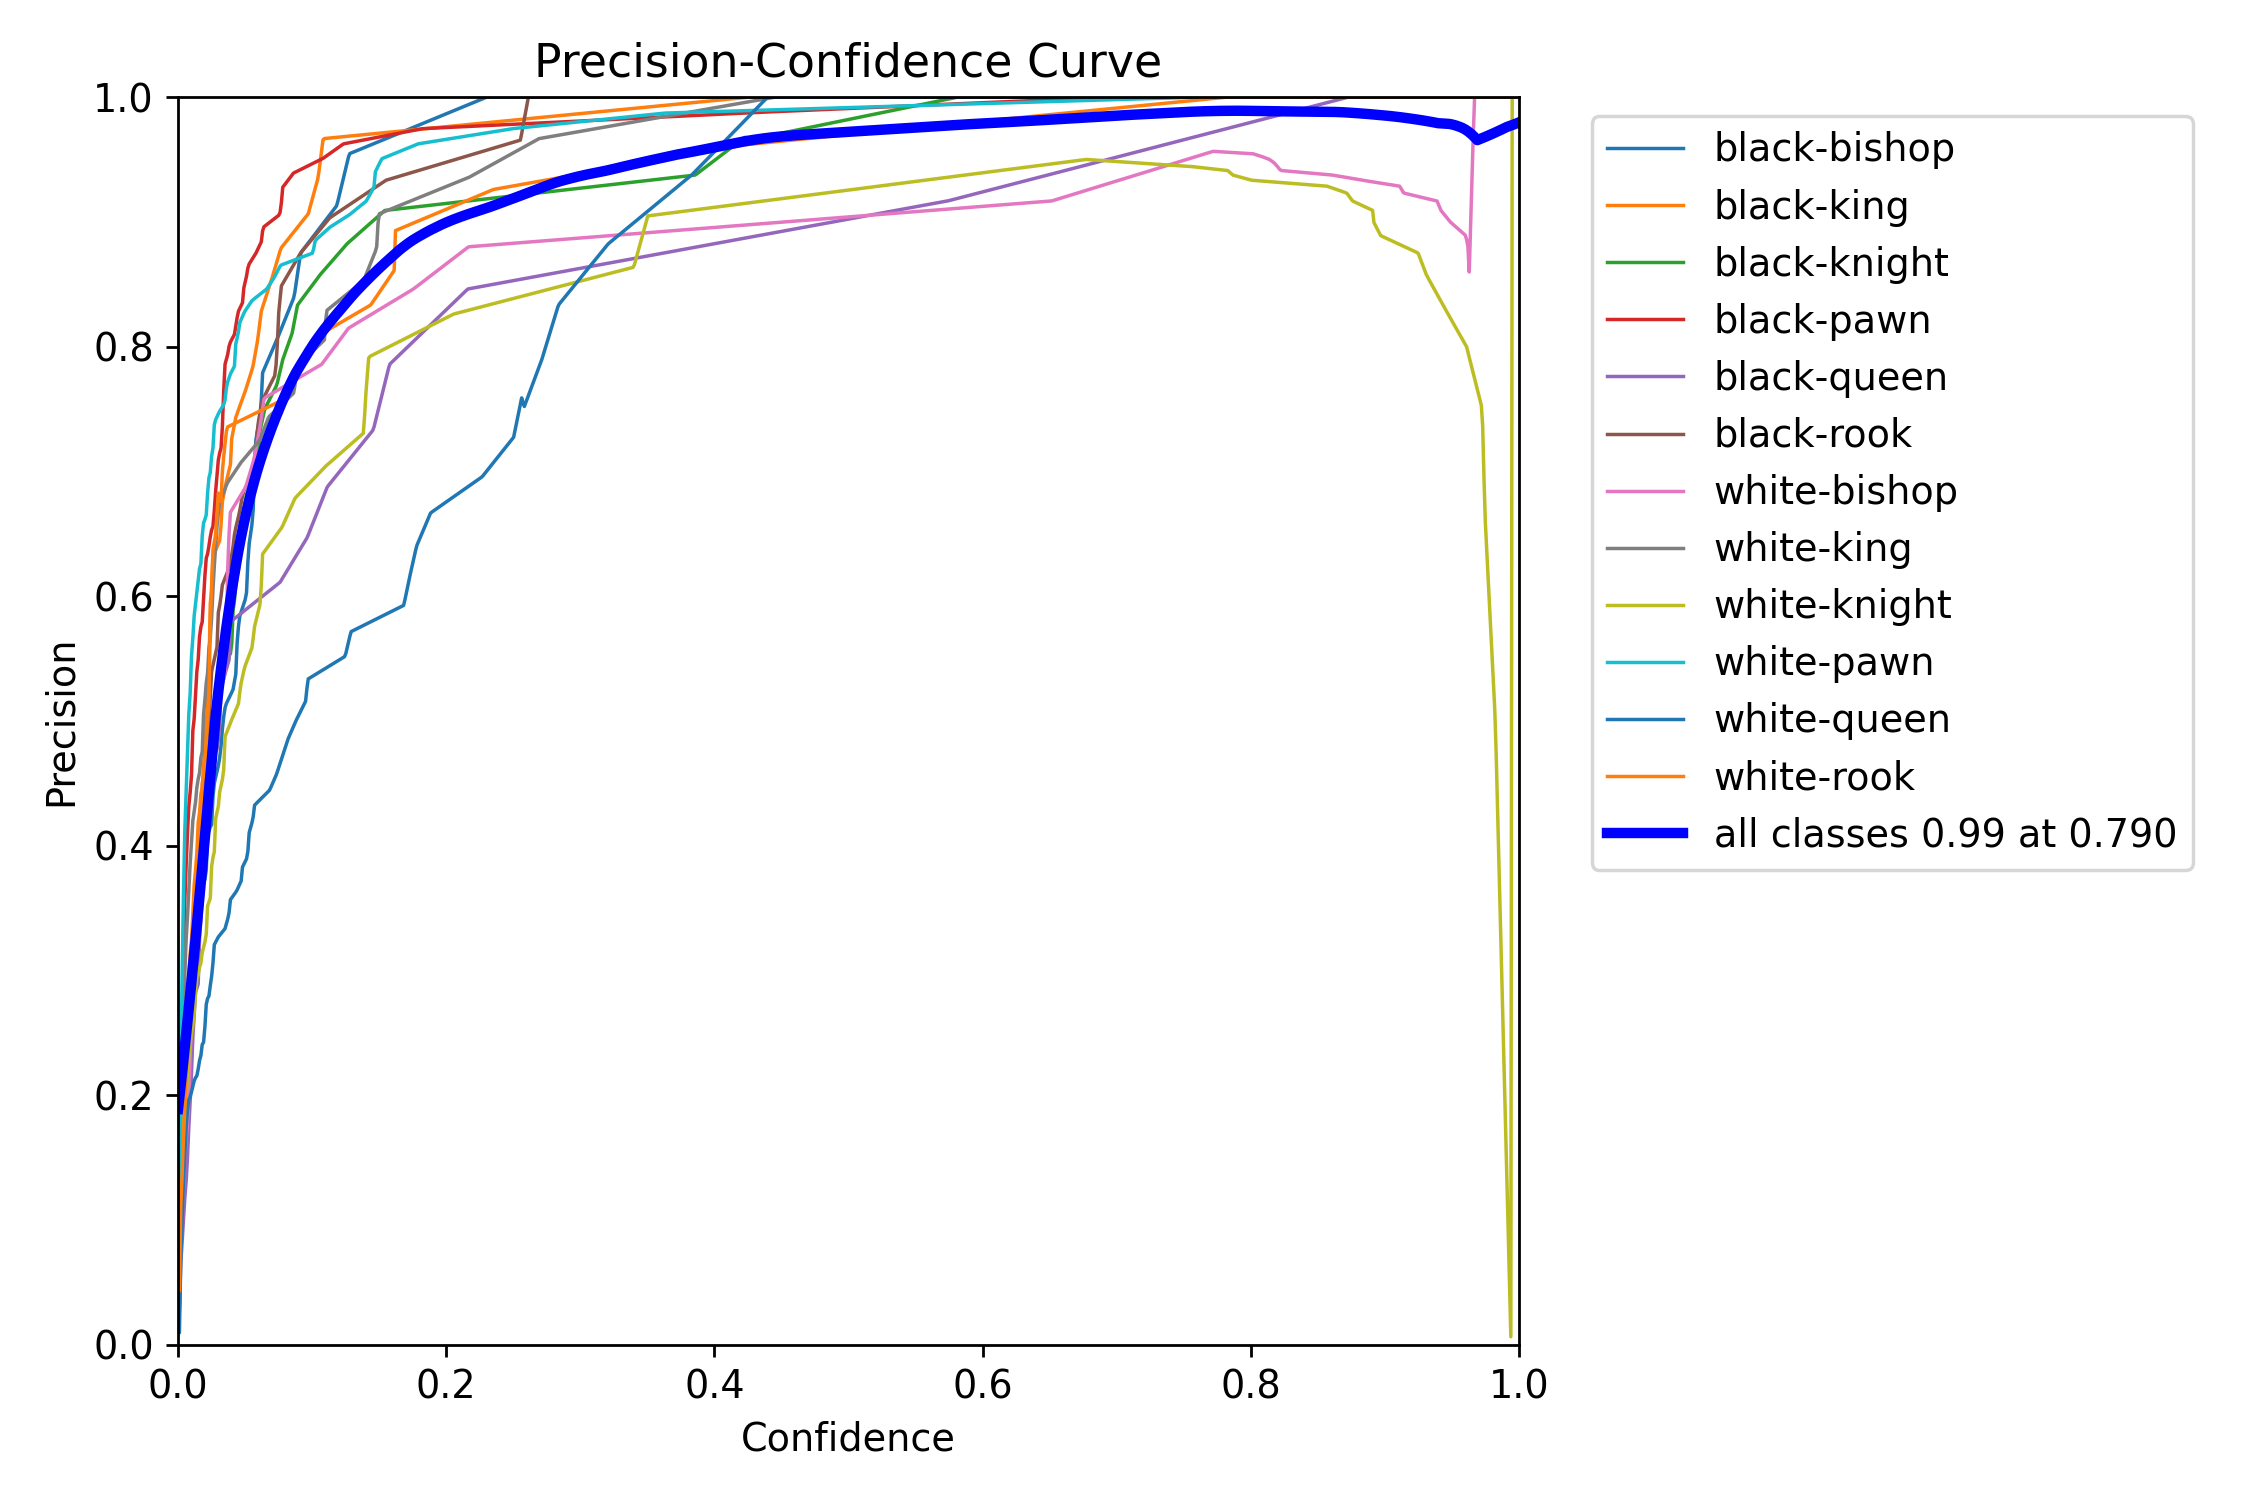 Precision-Confidence Curve
1.0
0.8
0.6
0.4
0.2
0.0
Precision
0.0 0.2 0.4 0.6 0.8 1.0
Confidence
black-bishop
black-king
black-knight
black-pawn
black-queen
black-rook
white-bishop
white-king
white-knight
white-pawn
white-queen
white-rook
all classes 0.99 at 0.790